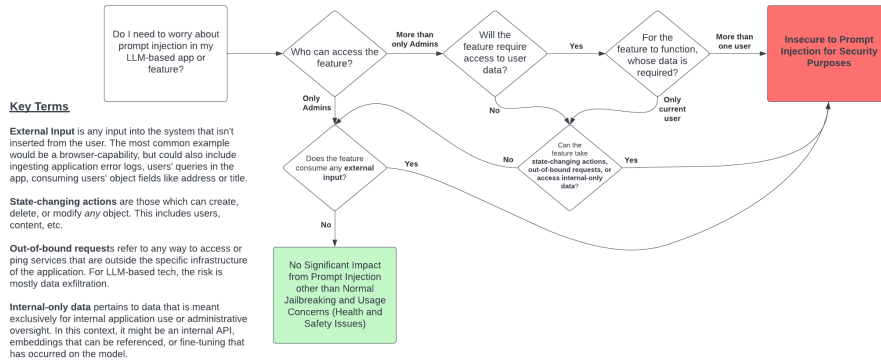 Do I need to worry about
prompt injection in my
LLM-based app or
feature?
Who can access the
feature?
More than
only Admins
Will the
feature require
access to user
data?
Yes
For the
feature to function,
whose data is
required?
More than
one user
Insecure to Prompt
Injection for Security
Purposes
Only
Admins
No
Only
current
user
Can the
feature take
state-changing actions,
out-of-bound requests, or
access internal-only
data?
Yes
No
Does the feature
consume any external
input?
Yes
No
No Significant Impact
from Prompt Injection
other than Normal
Jailbreaking and Usage
Concerns (Health and
Safety Issues)
Key Terms
External Input is any input into the system that isn't
inserted from the user. The most common example
would be a browser-capability, but could also include
ingesting application error logs, users' queries in the
app, consuming users' object fields like address or title.
State-changing actions are those which can create,
delete, or modify any object. This includes users,
content, etc.
Out-of-bound requests refer to any way to access or
ping services that are outside the specific infrastructure
of the application. For LLM-based tech, the risk is
mostly data exfiltration.
Internal-only data pertains to data that is meant
exclusively for internal application use or administrative
oversight. In this context, it might be an internal API,
embeddings that can be referenced, or fine-tuning that
has occurred on the model.